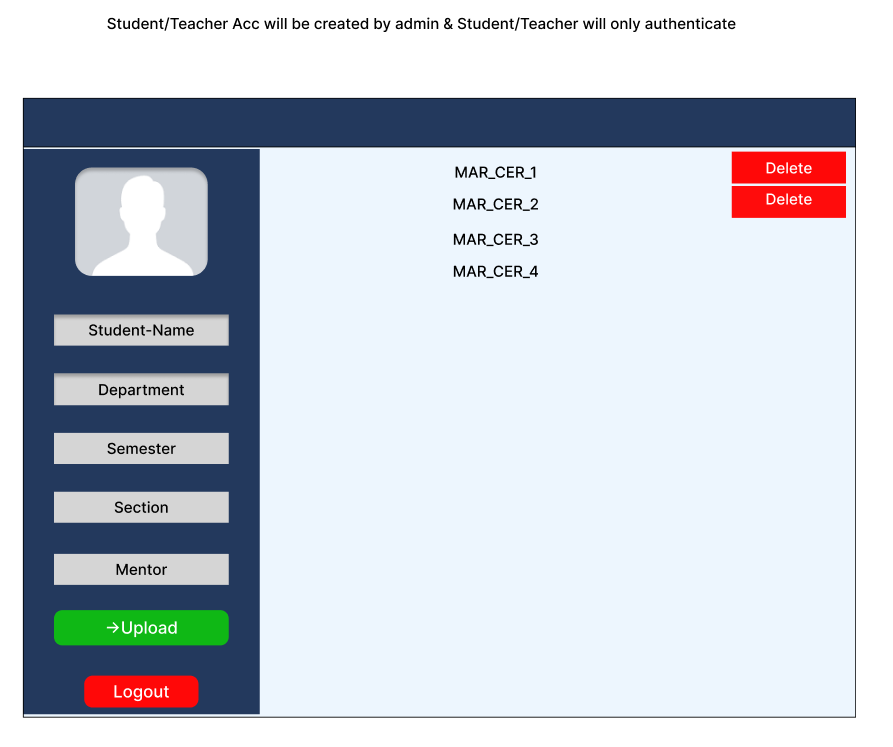 Student/Teacher Acc will be created by admin & Student/Teacher will only authenticate
Student-Name
Department
Semester
Section
Mentor
→Upload
Logout
MAR_CER_1
Delete
MAR_CER_2
Delete
MAR_CER_3
MAR_CER_4